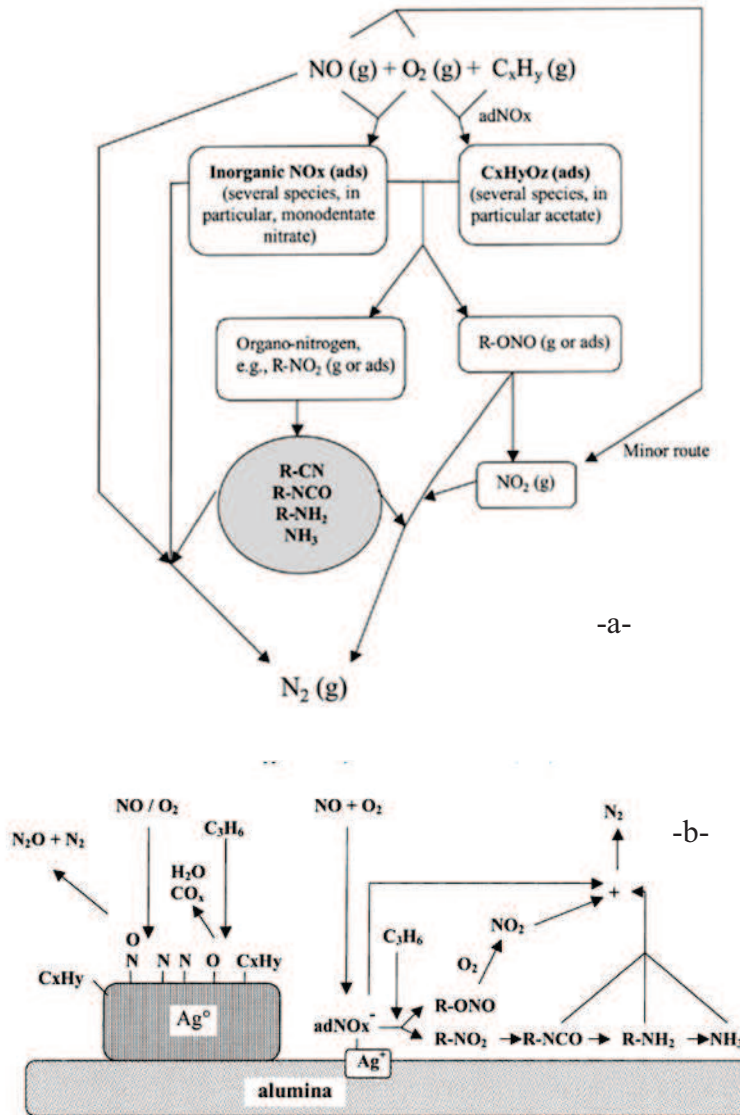 NO (g) + O₂ (g) + CₓHᵧ (g)
adNOx
Inorganic NOx (ads)
(several species, in
particular, monodentate
nitrate)
CxHyOz (ads)
(several species, in
particular acetate)
Organo-nitrogen,
e.g., R-NO₂ (g or ads)
R-ONO (g or ads)
Minor route
R-CN
R-NCO
R-NH₂
NH₃
NO₂ (g)
-a-
N₂ (g)
NO / O₂
NO + O₂
N₂
-b-
N₂O + N₂
C₃H₆
H₂O
COₓ
+
C₃H₆
NO₂
O₂
O
N N N O CxHy
CxHy
R-ONO
Ag°
adNOx⁻
R-NO₂ R-NCO R-NH₂ NH₃
Ag⁺
alumina